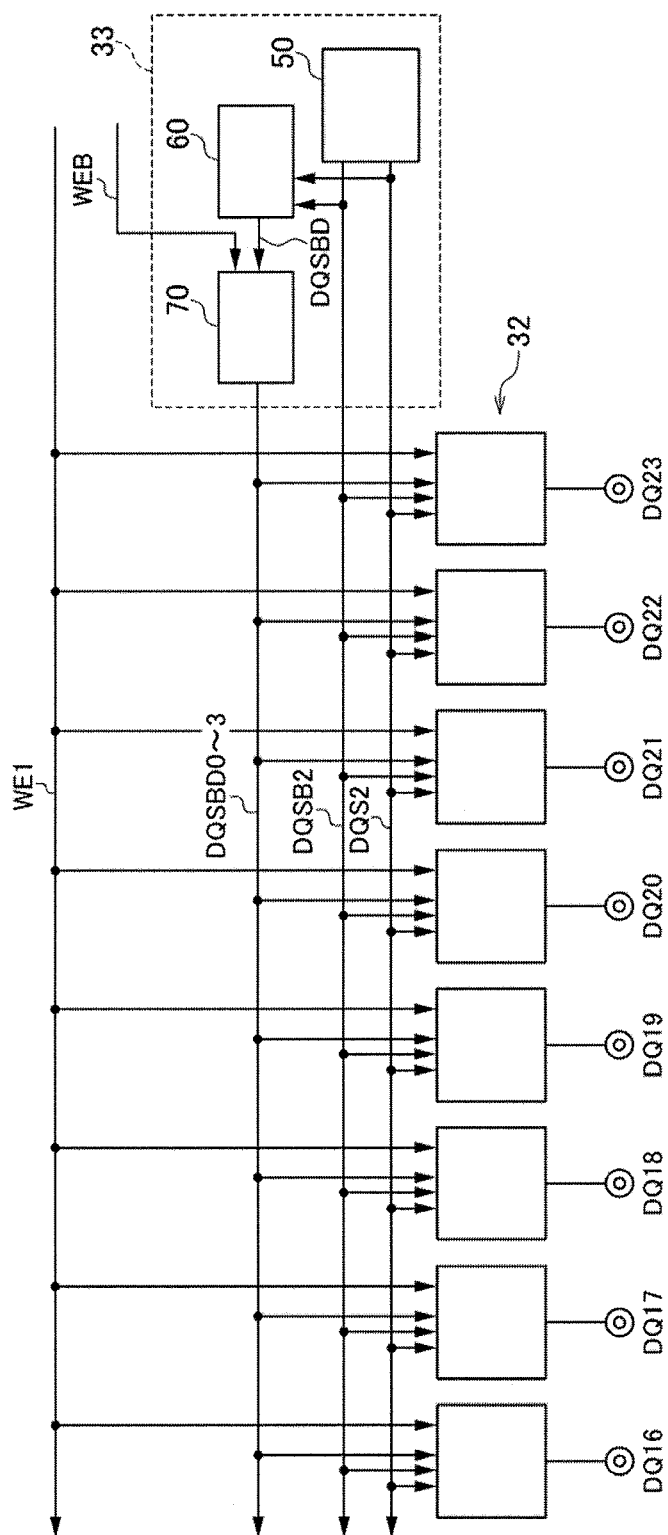 33
50
60
WEB
DQSBD
70
32
WE1
DQSBD0～3
DQSB2
DQS2
DQ23
DQ22
DQ21
DQ20
DQ19
DQ18
DQ17
DQ16